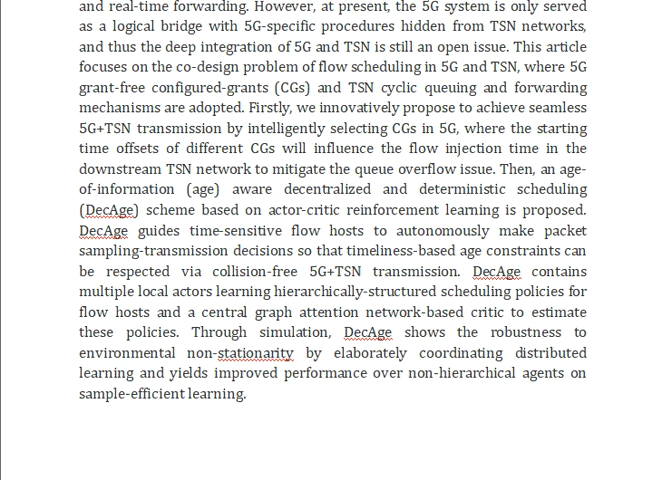 and real-time forwarding. However, at present, the 5G system is only served
as a logical bridge with 5G-specific procedures hidden from TSN networks,
and thus the deep integration of 5G and TSN is still an open issue. This article
focuses on the co-design problem of flow scheduling in 5G and TSN, where 5G
grant-free configured-grants (CGs) and TSN cyclic queuing and forwarding
mechanisms are adopted. Firstly, we innovatively propose to achieve seamless
5G+TSN transmission by intelligently selecting CGs in 5G, where the starting
time offsets of different CGs will influence the flow injection time in the
downstream TSN network to mitigate the queue overflow issue. Then, an age-
of-information (age) aware decentralized and deterministic scheduling
(DecAge) scheme based on actor-critic reinforcement learning is proposed.
DecAge guides time-sensitive flow hosts to autonomously make packet
sampling-transmission decisions so that timeliness-based age constraints can
be respected via collision-free 5G+TSN transmission. DecAge contains
multiple local actors learning hierarchically-structured scheduling policies for
flow hosts and a central graph attention network-based critic to estimate
these policies. Through simulation, DecAge shows the robustness to
environmental non-stationarity by elaborately coordinating distributed
learning and yields improved performance over non-hierarchical agents on
sample-efficient learning.